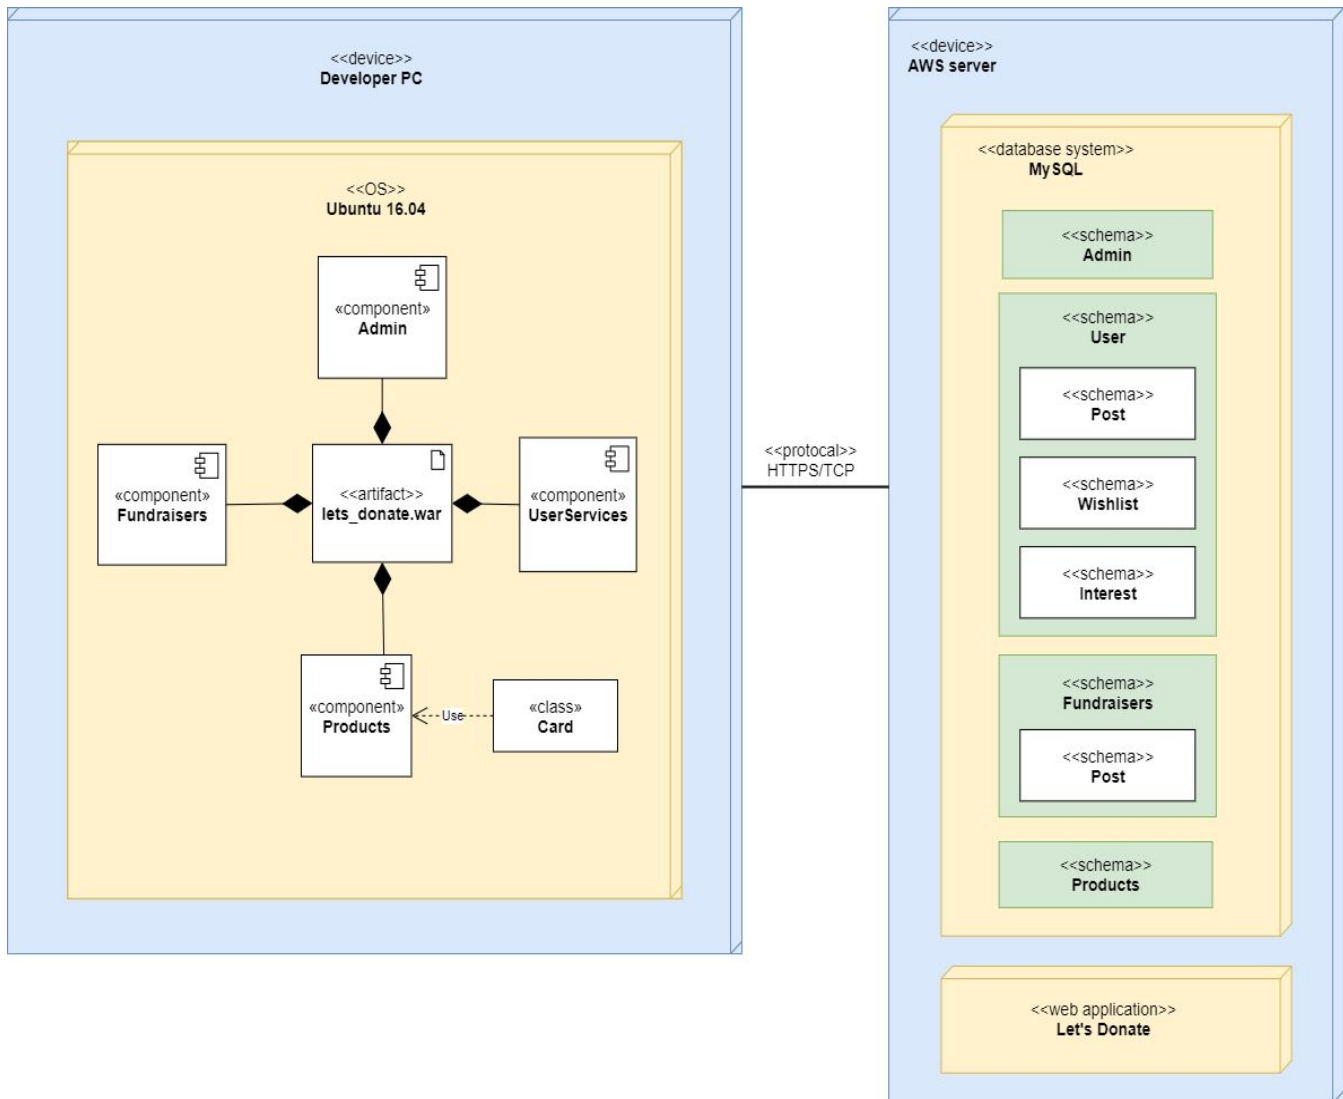 <<device>>
Developer PC
<<OS>>
Ubuntu 16.04
«component»
Admin
«component»
Fundraisers
<<artifact>>
lets_donate.war
«component»
UserServices
«component»
Products
Use
«class»
Card
<<protocal>>
HTTPS/TCP
<<device>>
AWS server
<<database system>>
MySQL
<<schema>>
Admin
<<schema>>
User
<<schema>>
Post
<<schema>>
Wishlist
<<schema>>
Interest
<<schema>>
Fundraisers
<<schema>>
Post
<<schema>>
Products
<<web application>>
Let's Donate